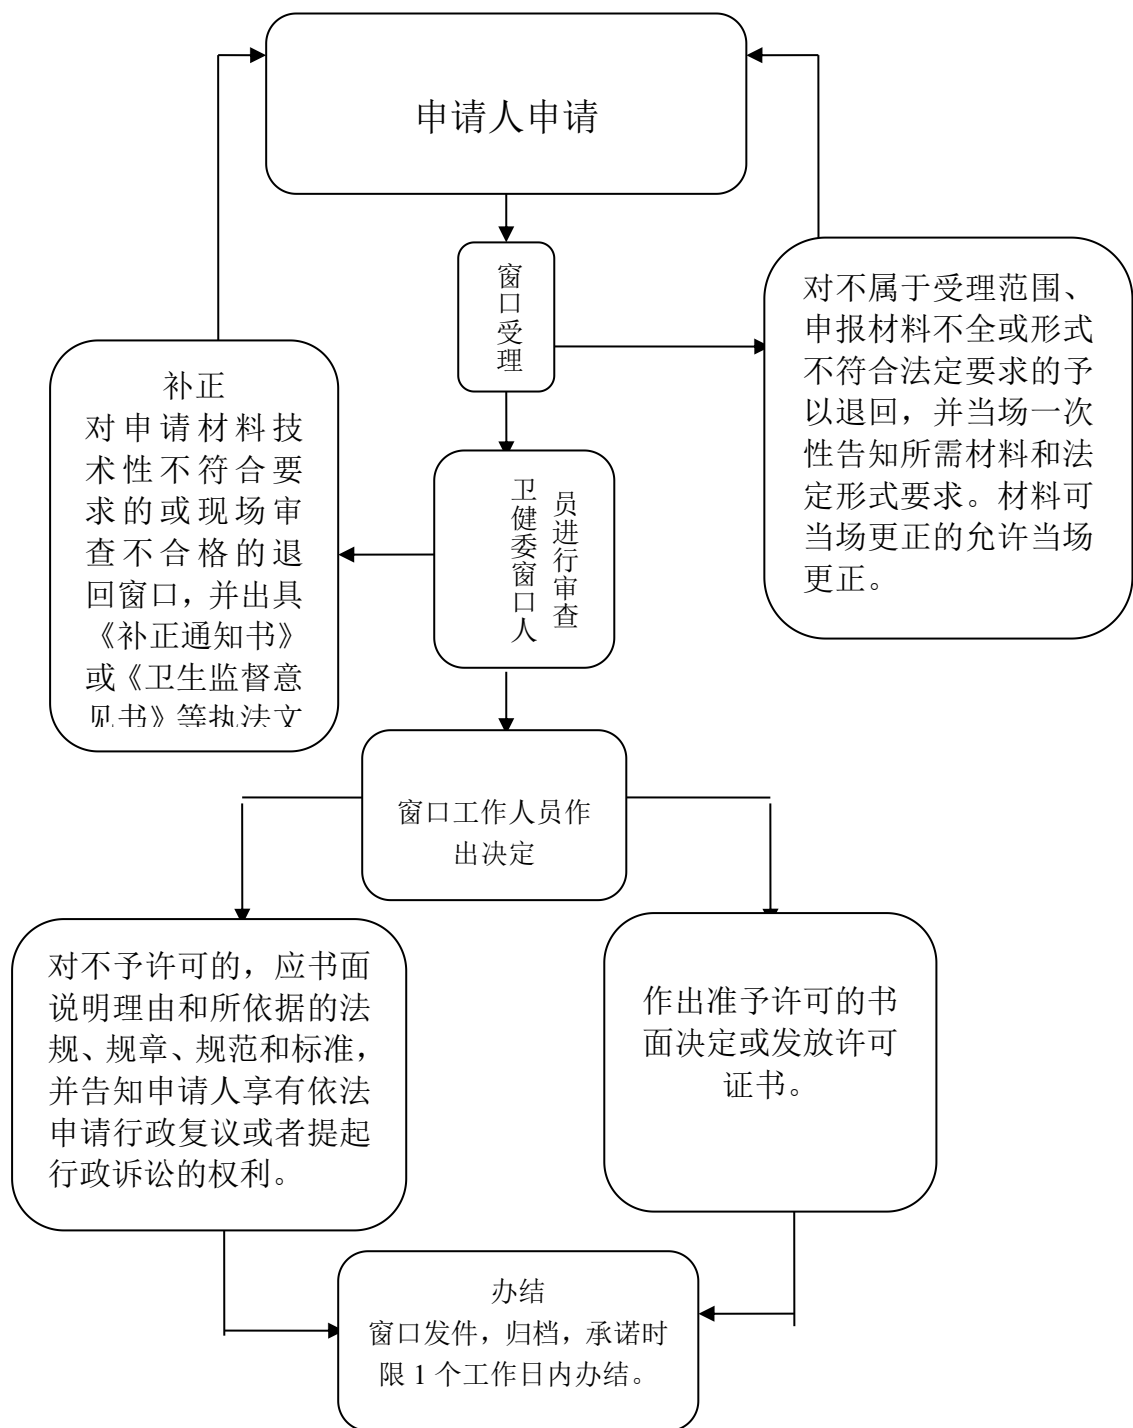 申请人申请
窗口受理
对不属于受理范围、
申报材料不全或形式
不符合法定要求的予
以退回，并当场一次
性告知所需材料和法
定形式要求。材料可
当场更正的允许当场
更正。
补正
对申请材料技
术性不符合要
求的或现场审
查不合格的退
回窗口，并出具
《补正通知书》
或《卫生监督意
见书》等执法文
卫健委窗口人
员进行审查
窗口工作人员作
出决定
对不予许可的，应书面
说明理由和所依据的法
规、规章、规范和标准，
并告知申请人享有依法
申请行政复议或者提起
行政诉讼的权利。
作出准予许可的书
面决定或发放许可
证书。
办结
窗口发件，归档，承诺时
限 1 个工作日内办结。